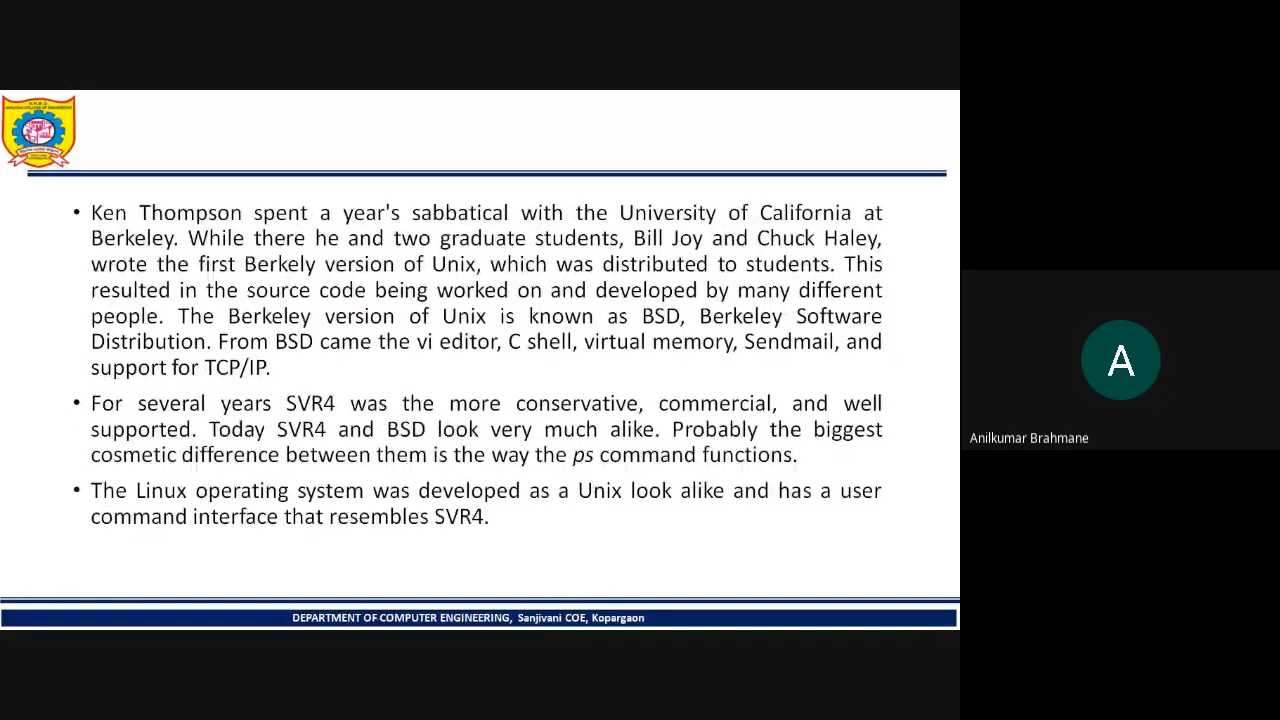 • Ken Thompson spent a year's sabbatical with the University of California at
Berkeley. While there he and two graduate students, Bill Joy and Chuck Haley,
wrote the first Berkely version of Unix, which was distributed to students. This
resulted in the source code being worked on and developed by many different
people. The Berkeley version of Unix is known as BSD, Berkeley Software
Distribution. From BSD came the vi editor, C shell, virtual memory, Sendmail, and
support for TCP/IP.
• For several years SVR4 was the more conservative, commercial, and well
supported. Today SVR4 and BSD look very much alike. Probably the biggest
cosmetic difference between them is the way the ps command functions.
• The Linux operating system was developed as a Unix look alike and has a user
command interface that resembles SVR4.
DEPARTMENT OF COMPUTER ENGINEERING, Sanjivani COE, Kopargaon
A
Anilkumar Brahmane